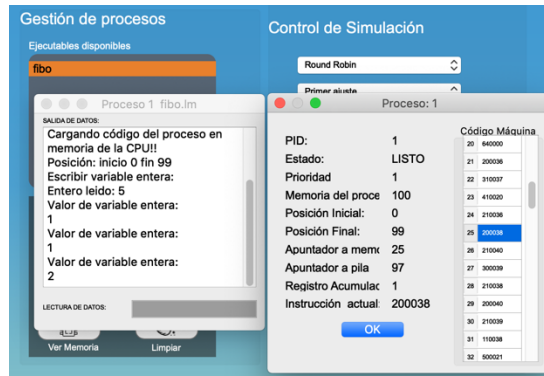 Gestión de procesos
Ejecutables disponibles
fibo
Control de Simulación
Round Robin
Primer ajuste
Proceso 1 fibo.lm
SALIDA DE DATOS:
Cargando código del proceso en
memoria de la CPU!!
Posición: inicio 0 fin 99
Escribir variable entera:
Entero leido: 5
Valor de variable entera:
1
Valor de variable entera:
1
Valor de variable entera:
2
LECTURA DE DATOS:
Ver Memoria
Limpiar
Proceso: 1
PID: 1
Estado: LISTO
Prioridad 1
Memoria del proce 100
Posición Inicial: 0
Posición Final: 99
Apuntador a memo 25
Apuntador a pila 97
Registro Acumulac 1
Instrucción actual: 200038
OK
Código Máquina
20 640000
21 200036
22 310037
23 410020
24 210036
25 200038
26 210040
27 300039
28 210038
29 200040
30 210039
31 110038
32 500021